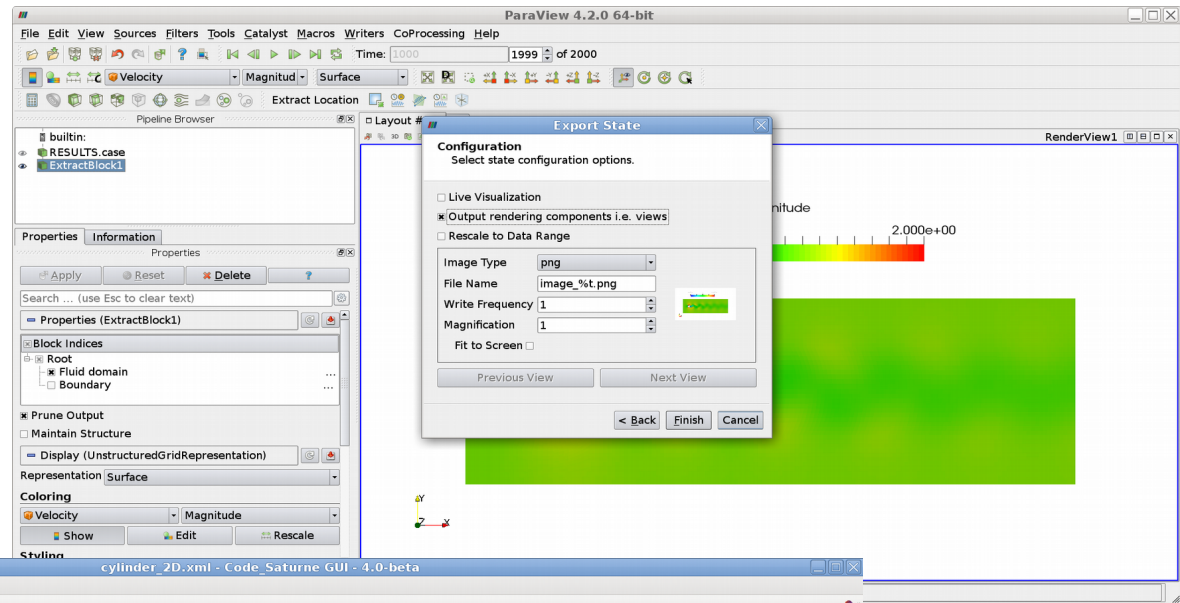 ParaView 4.2.0 64-bit
File Edit View Sources Filters Tools Catalyst Macros Writers CoProcessing Help
Time: 1000 1999 of 2000
Velocity Magnitud Surface
Extract Location
Pipeline Browser
builtin:
RESULTS.case
ExtractBlock1
Properties Information
Properties
Apply Reset Delete ?
Search ... (use Esc to clear text)
Properties (ExtractBlock1)
Block Indices
Root
Fluid domain ...
Boundary ...
Prune Output
Maintain Structure
Display (UnstructuredGridRepresentation)
Representation Surface
Coloring
Velocity Magnitude
Show Edit Rescale
Styling
Layout #
3D
RenderView1
Export State
Configuration
Select state configuration options.
Live Visualization
Output rendering components i.e. views
Rescale to Data Range
Image Type png
File Name image_%t.png
Write Frequency 1
Magnification 1
Fit to Screen
Previous View Next View
< Back Finish Cancel
nitude
2.000e+00
Y
Z X
cylinder_2D.xml - Code_Saturne GUI - 4.0-beta